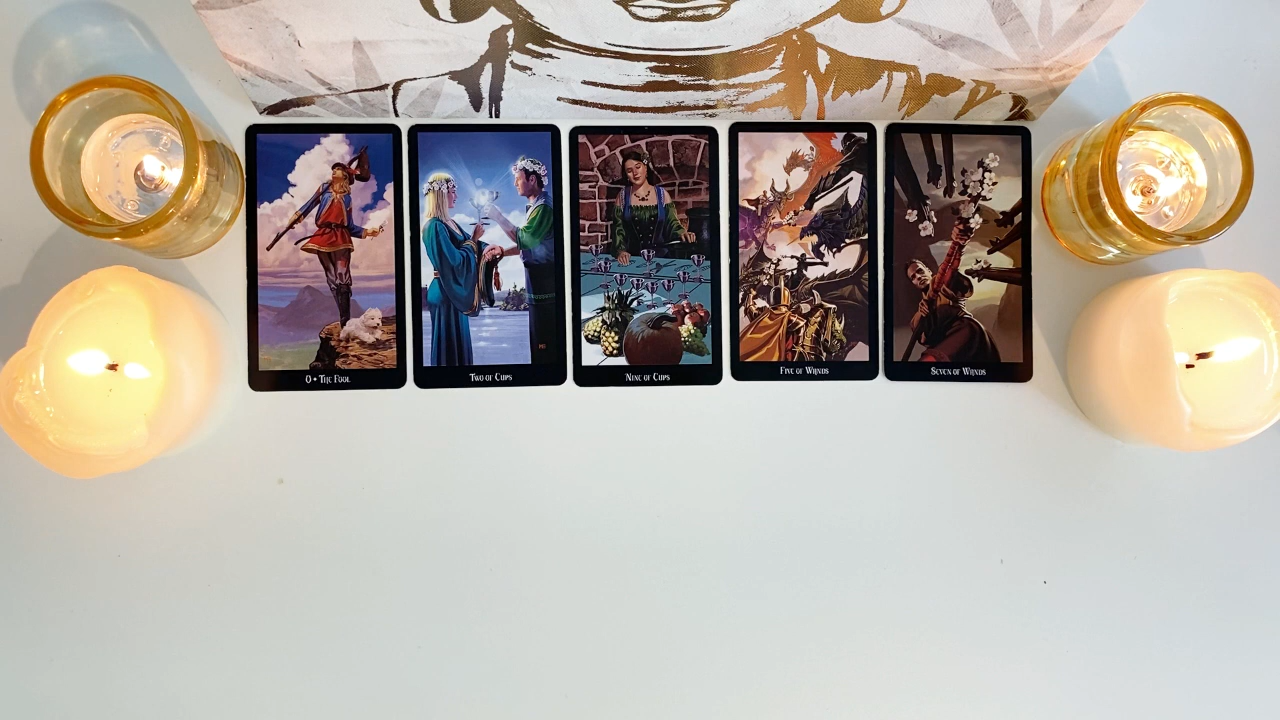 0 • The Fool
Two of Cups
Nine of Cups
Five of Wands
Seven of Wands